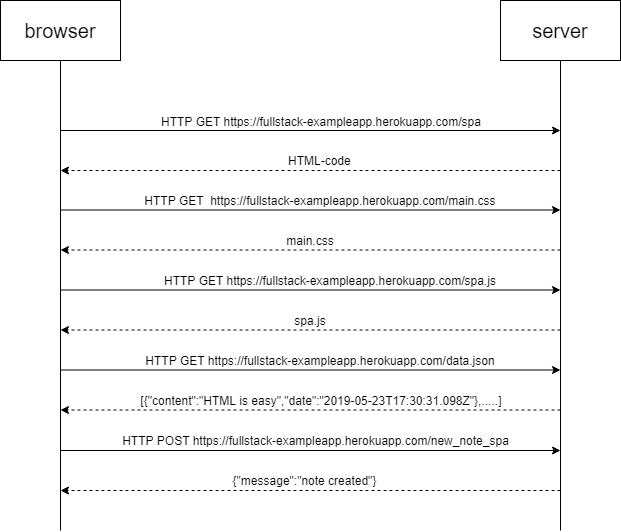 browser
server
HTTP GET https://fullstack-exampleapp.herokuapp.com/spa
HTML-code
HTTP GET  https://fullstack-exampleapp.herokuapp.com/main.css
main.css
HTTP GET https://fullstack-exampleapp.herokuapp.com/spa.js
spa.js
HTTP GET https://fullstack-exampleapp.herokuapp.com/data.json
[{"content":"HTML is easy","date":"2019-05-23T17:30:31.098Z"},.....]
HTTP POST https://fullstack-exampleapp.herokuapp.com/new_note_spa
{"message":"note created"}